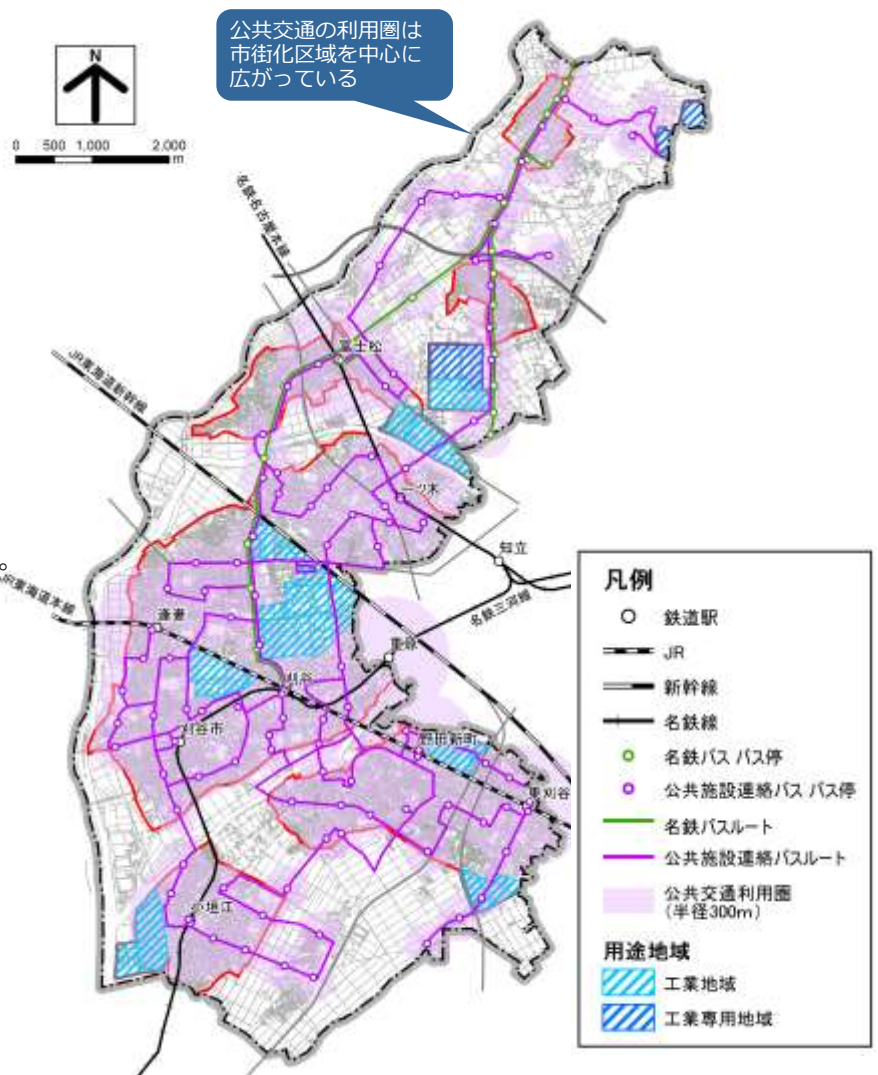 公共交通の利用圏は
市街化区域を中心に
広がっている
N
0 500 1,000 2,000
m
名鉄名古屋本線
富士松
JR東海道新幹線
一ツ木
知立
名鉄三河線
JR東海道本線
逢妻
重原
刈谷
刈谷市
野田新町
東刈谷
小垣江
凡例
鉄道駅
JR
新幹線
名鉄線
名鉄バス バス停
公共施設連絡バス バス停
名鉄バスルート
公共施設連絡バスルート
公共交通利用圏
(半径300m)
用途地域
工業地域
工業専用地域
。